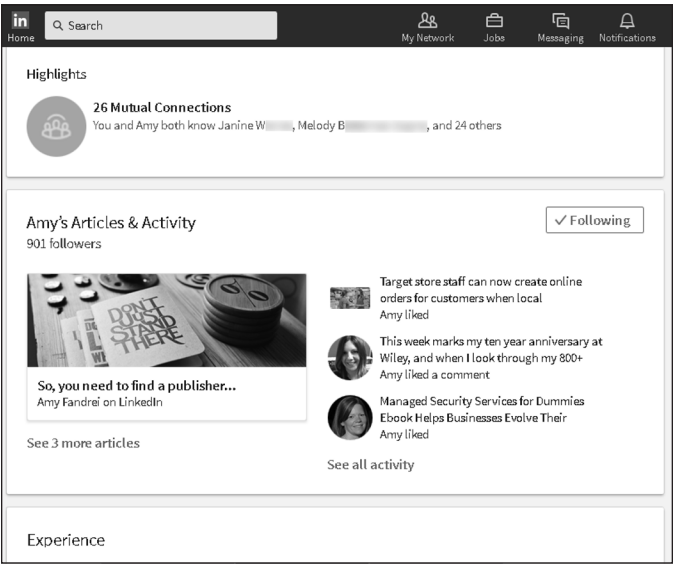 in
Home
Search
My Network
Jobs
Messaging
Notifications
Highlights
26 Mutual Connections
You and Amy both know Janine W, Melody B, and 24 others
Amy's Articles & Activity
901 followers
Following
DON'T
JUST
STAND
THERE
So, you need to find a publisher...
Amy Fandrei on LinkedIn
See 3 more articles
Target store staff can now create online
orders for customers when local
Amy liked
This week marks my ten year anniversary at
Wiley, and when I look through my 800+
Amy liked a comment
Managed Security Services for Dummies
Ebook Helps Businesses Evolve Their
Amy liked
See all activity
Experience